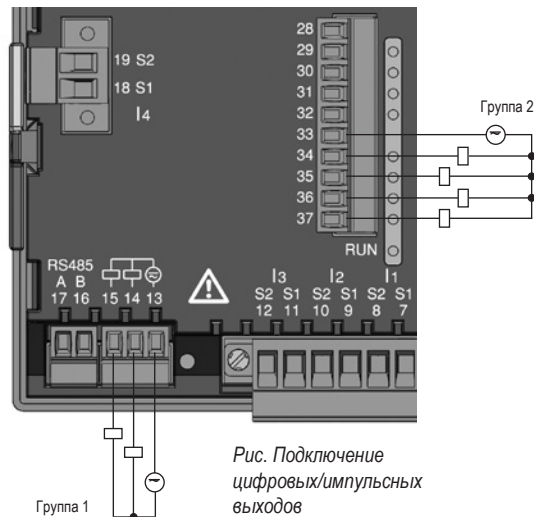 19 S2
18 S1
I4
28
29
30
31
32
33
34
35
36
37
RUN
Группа 2
RS485
A B
17 16 15 14 13
I3 I2 I1
S2 S1 S2 S1 S2 S1
12 11 10 9 8 7
Группа 1
Рис. Подключение
цифровых/импульсных
выходов